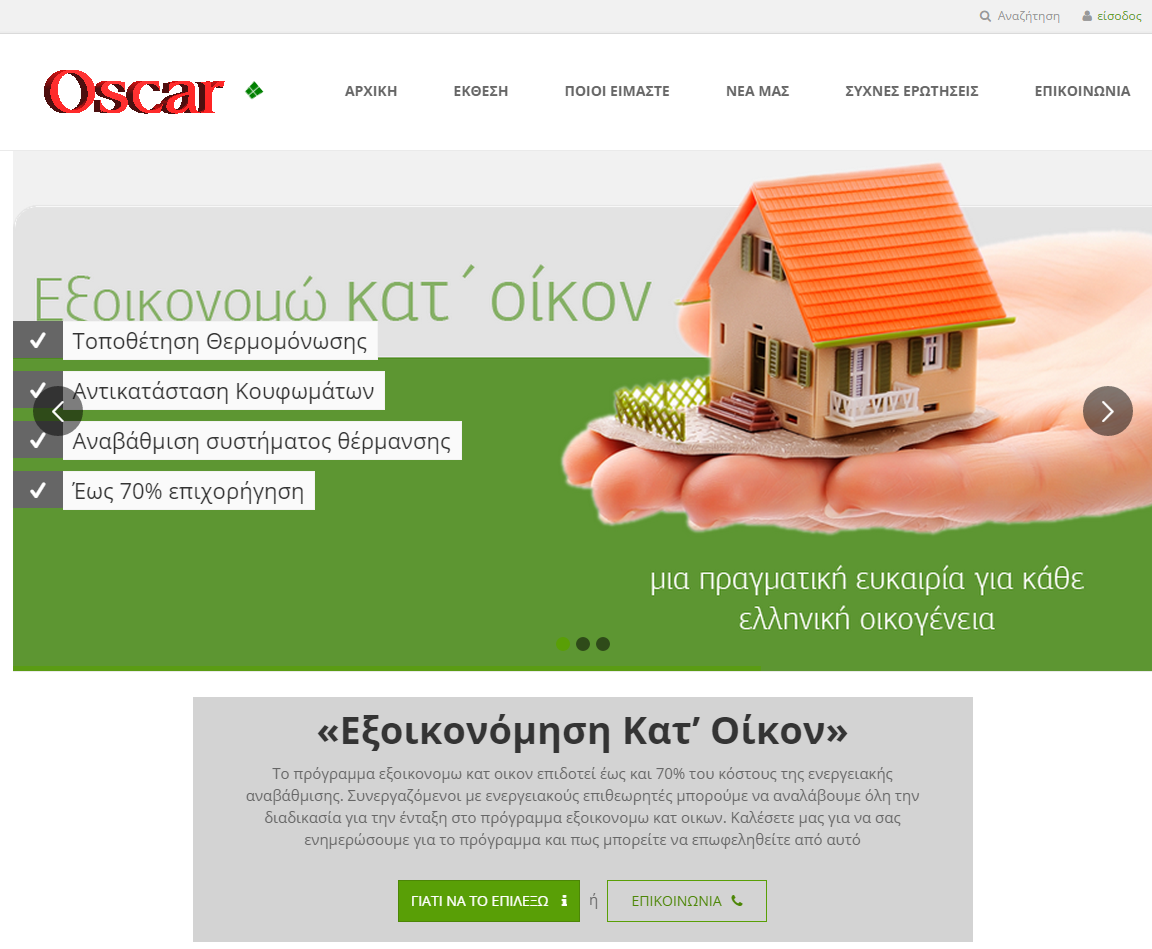 Αναζήτηση είσοδος
Oscar
ΑΡΧΙΚΗ ΕΚΘΕΣΗ ΠΟΙΟΙ ΕΙΜΑΣΤΕ ΝΕΑ ΜΑΣ ΣΥΧΝΕΣ ΕΡΩΤΗΣΕΙΣ ΕΠΙΚΟΙΝΩΝΙΑ
Εξοικονομώ κατ΄οίκον
Τοποθέτηση Θερμομόνωσης
Αντικατάσταση Κουφωμάτων
Αναβάθμιση συστήματος θέρμανσης
Έως 70% επιχορήγηση
μια πραγματική ευκαιρία για κάθε
ελληνική οικογένεια
«Εξοικονόμηση Κατ’ Οίκον»
Το πρόγραμμα εξοικονομω κατ οικον επιδοτεί έως και 70% του κόστους της ενεργειακής
αναβάθμισης. Συνεργαζόμενοι με ενεργειακούς επιθεωρητές μπορούμε να αναλάβουμε όλη την
διαδικασία για την ένταξη στο πρόγραμμα εξοικονομω κατ οικων. Καλέσετε μας για να σας
ενημερώσουμε για το πρόγραμμα και πως μπορείτε να επωφεληθείτε από αυτό
ΓΙΑΤΙ ΝΑ ΤΟ ΕΠΙΛΕΞΩ ή ΕΠΙΚΟΙΝΩΝΙΑ